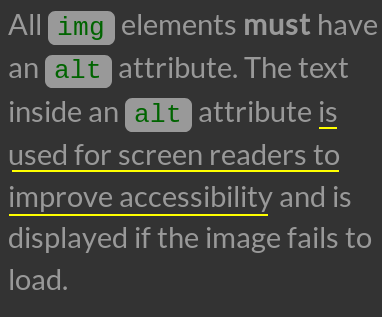 All img elements must have
an alt attribute. The text
inside an alt attribute is
used for screen readers to
improve accessibility and is
displayed if the image fails to
load.